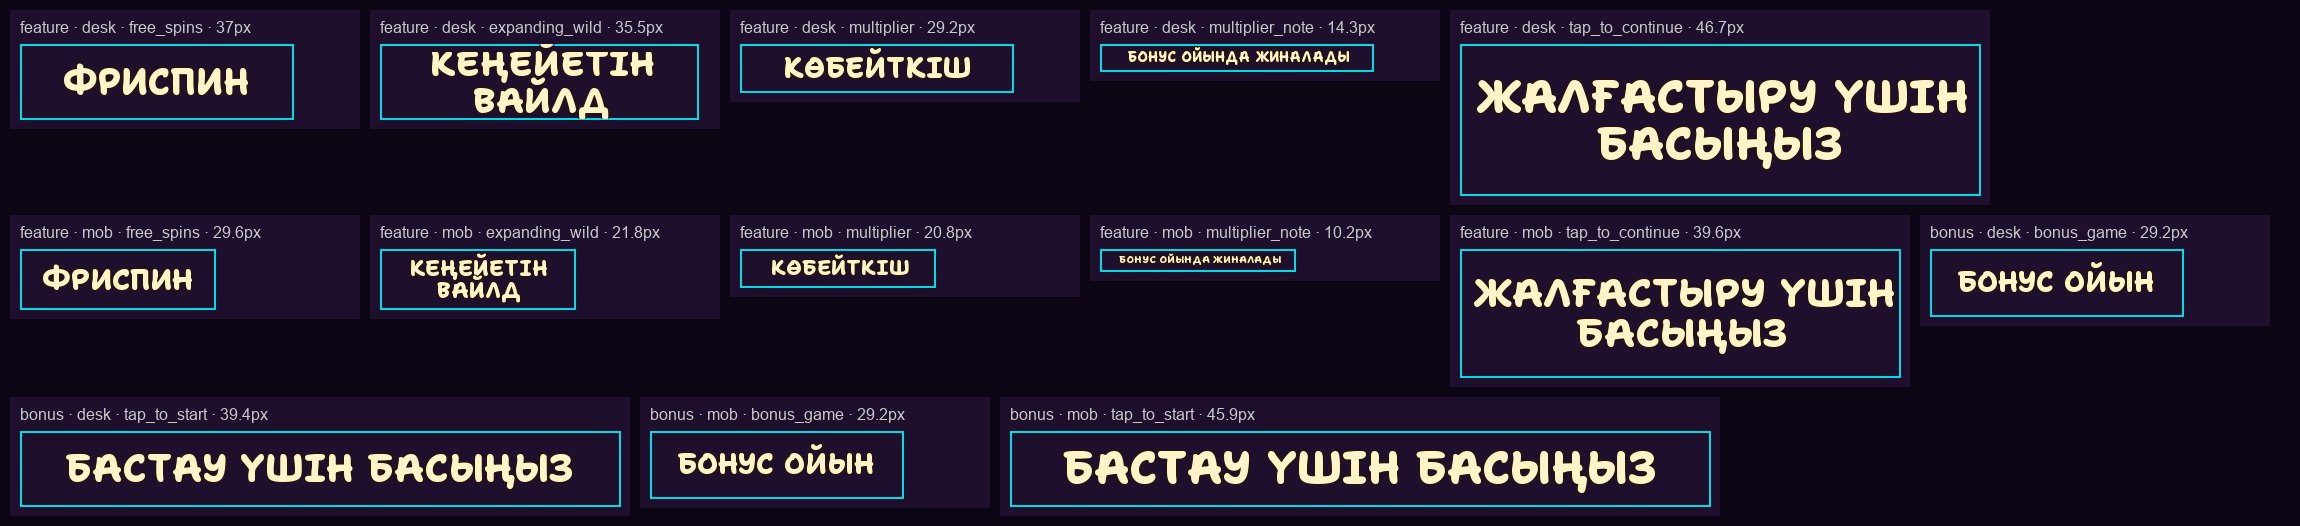 feature · desk · free_spins · 37px
ФРИСПИН
feature · desk · expanding_wild · 35.5px
КЕҢЕЙЕТІН
ВАЙЛД
feature · desk · multiplier · 29.2px
КӨБЕЙТКІШ
feature · desk · multiplier_note · 14.3px
БОНУС ОЙЫНДА ЖИНАЛАДЫ
feature · desk · tap_to_continue · 46.7px
ЖАЛҒАСТЫРУ ҮШІН
БАСЫҢЫЗ
feature · mob · free_spins · 29.6px
ФРИСПИН
feature · mob · expanding_wild · 21.8px
КЕҢЕЙЕТІН
ВАЙЛД
feature · mob · multiplier · 20.8px
КӨБЕЙТКІШ
feature · mob · multiplier_note · 10.2px
БОНУС ОЙЫНДА ЖИНАЛАДЫ
feature · mob · tap_to_continue · 39.6px
ЖАЛҒАСТЫРУ ҮШІН
БАСЫҢЫЗ
bonus · desk · bonus_game · 29.2px
БОНУС ОЙЫН
bonus · desk · tap_to_start · 39.4px
БАСТАУ ҮШІН БАСЫҢЫЗ
bonus · mob · bonus_game · 29.2px
БОНУС ОЙЫН
bonus · mob · tap_to_start · 45.9px
БАСТАУ ҮШІН БАСЫҢЫЗ